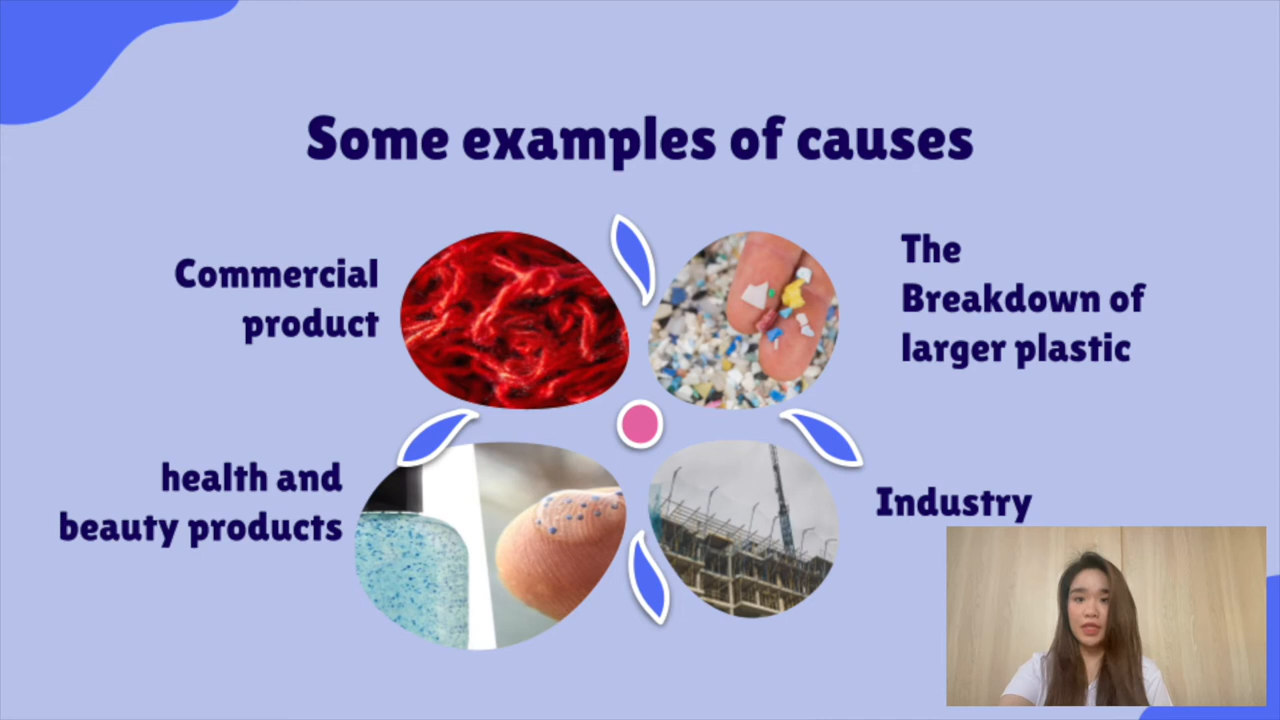 Some examples of causes
Commercial
product
The
Breakdown of
larger plastic
health and
beauty products
Industry